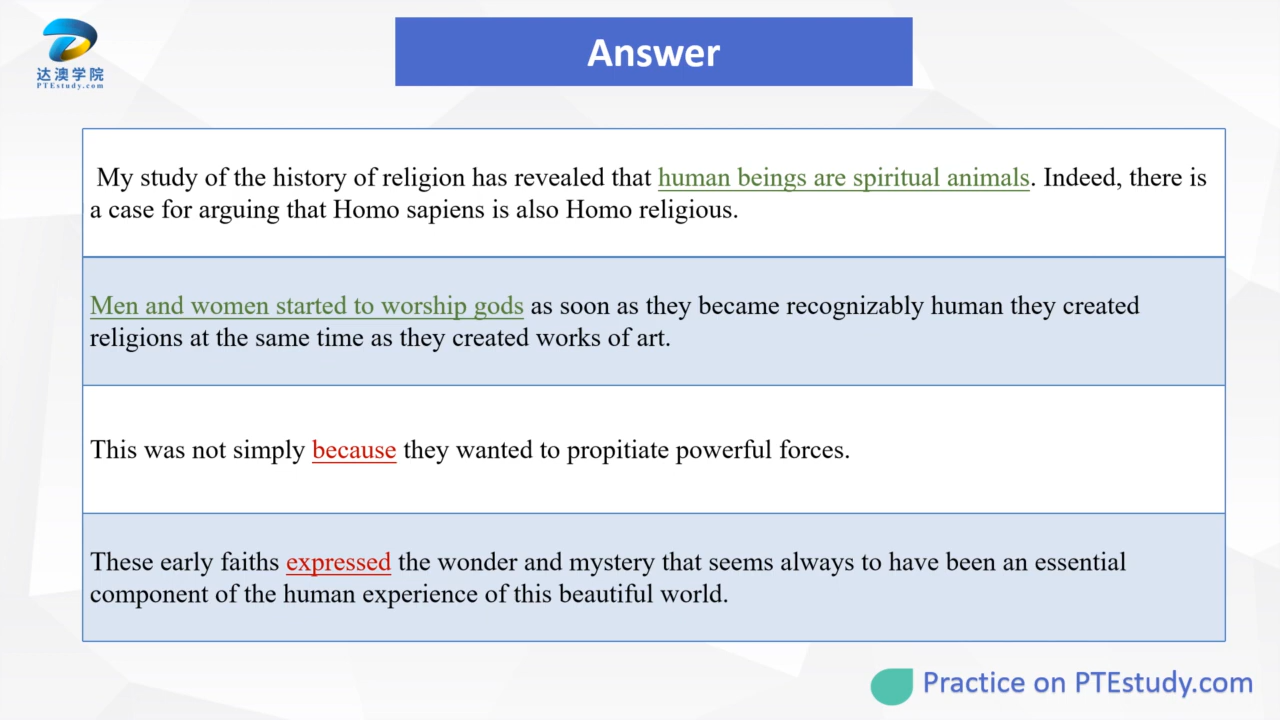 达澳学院
PTEstudy.com
Answer
My study of the history of religion has revealed that human beings are spiritual animals. Indeed, there is
a case for arguing that Homo sapiens is also Homo religious.
Men and women started to worship gods as soon as they became recognizably human they created
religions at the same time as they created works of art.
This was not simply because they wanted to propitiate powerful forces.
These early faiths expressed the wonder and mystery that seems always to have been an essential
component of the human experience of this beautiful world.
Practice on PTEstudy.com